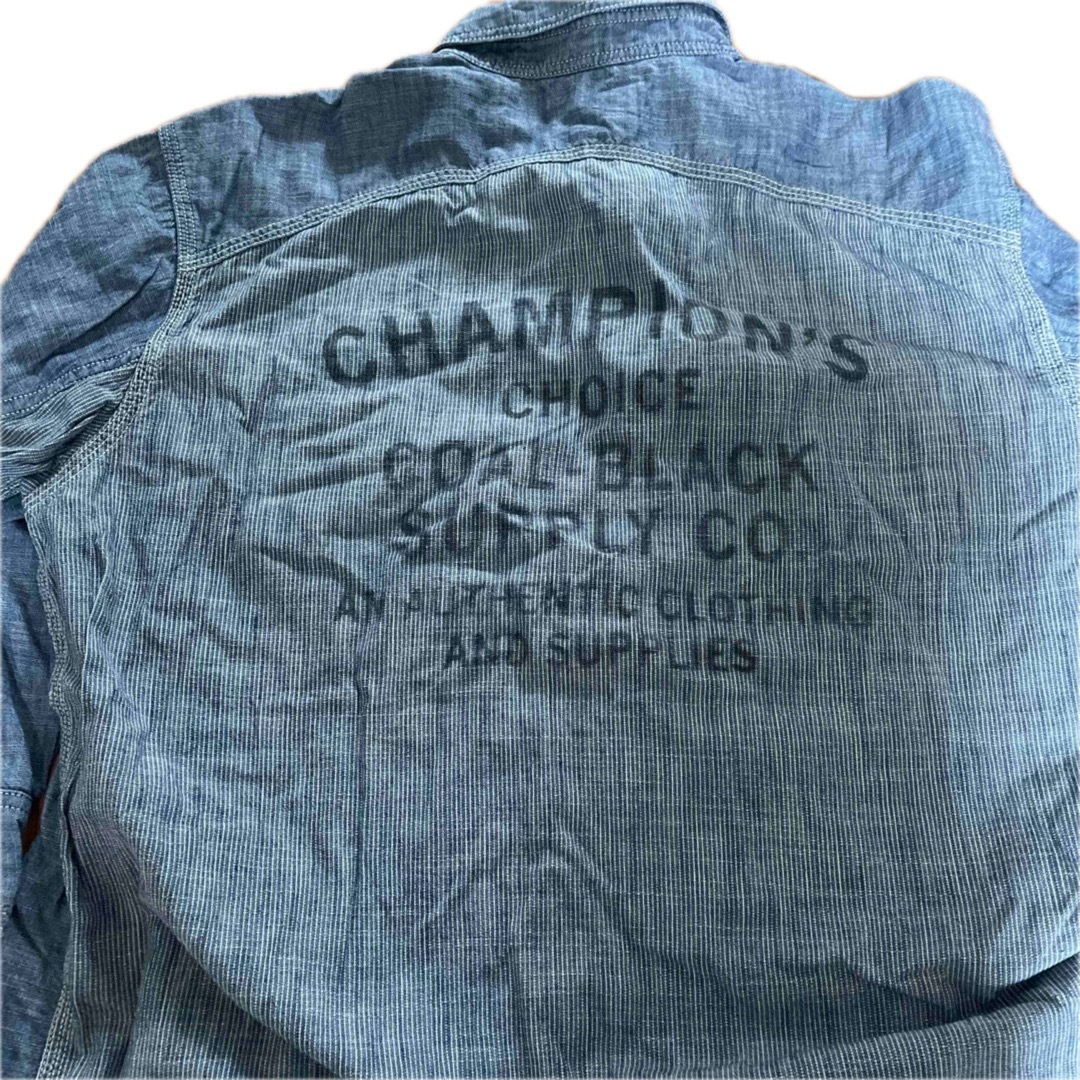 CHAMPION'S
CHOICE
COAL-BLACK
SUPPLY CO.
AN AUTHENTIC CLOTHING
AND SUPPLIES